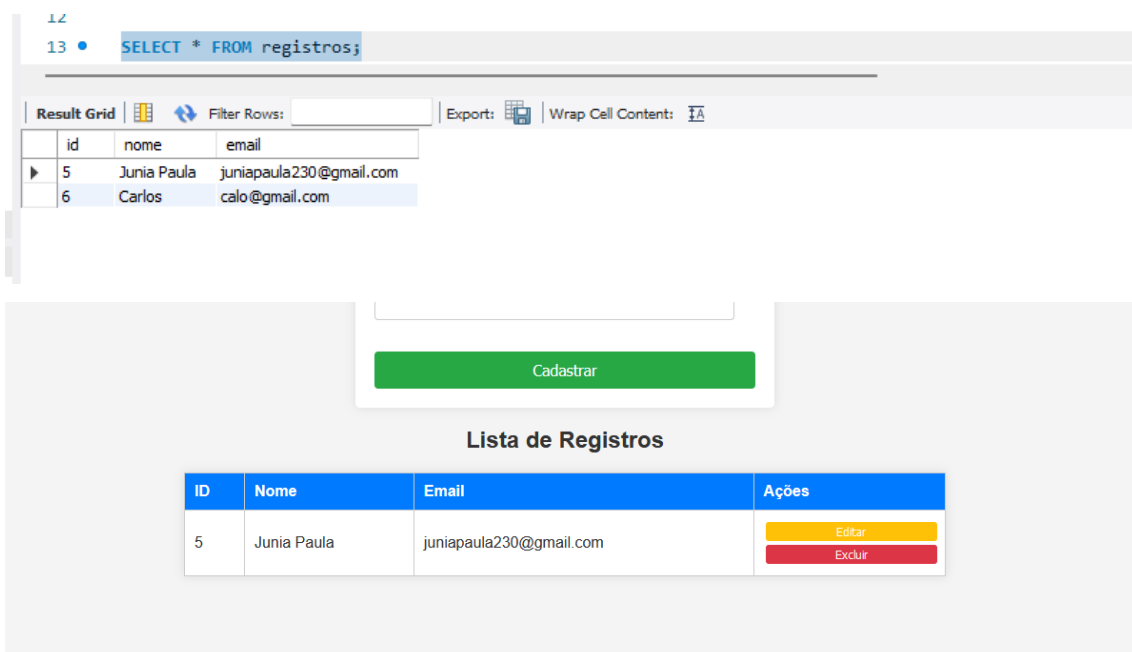 12
13 SELECT * FROM registros;
Result Grid Filter Rows: Export: Wrap Cell Content: IA
id nome email
5 Junia Paula juniapaula230@gmail.com
6 Carlos calo@gmail.com
Cadastrar
Lista de Registros
ID Nome Email Ações
5 Junia Paula juniapaula230@gmail.com Editar
Excluir